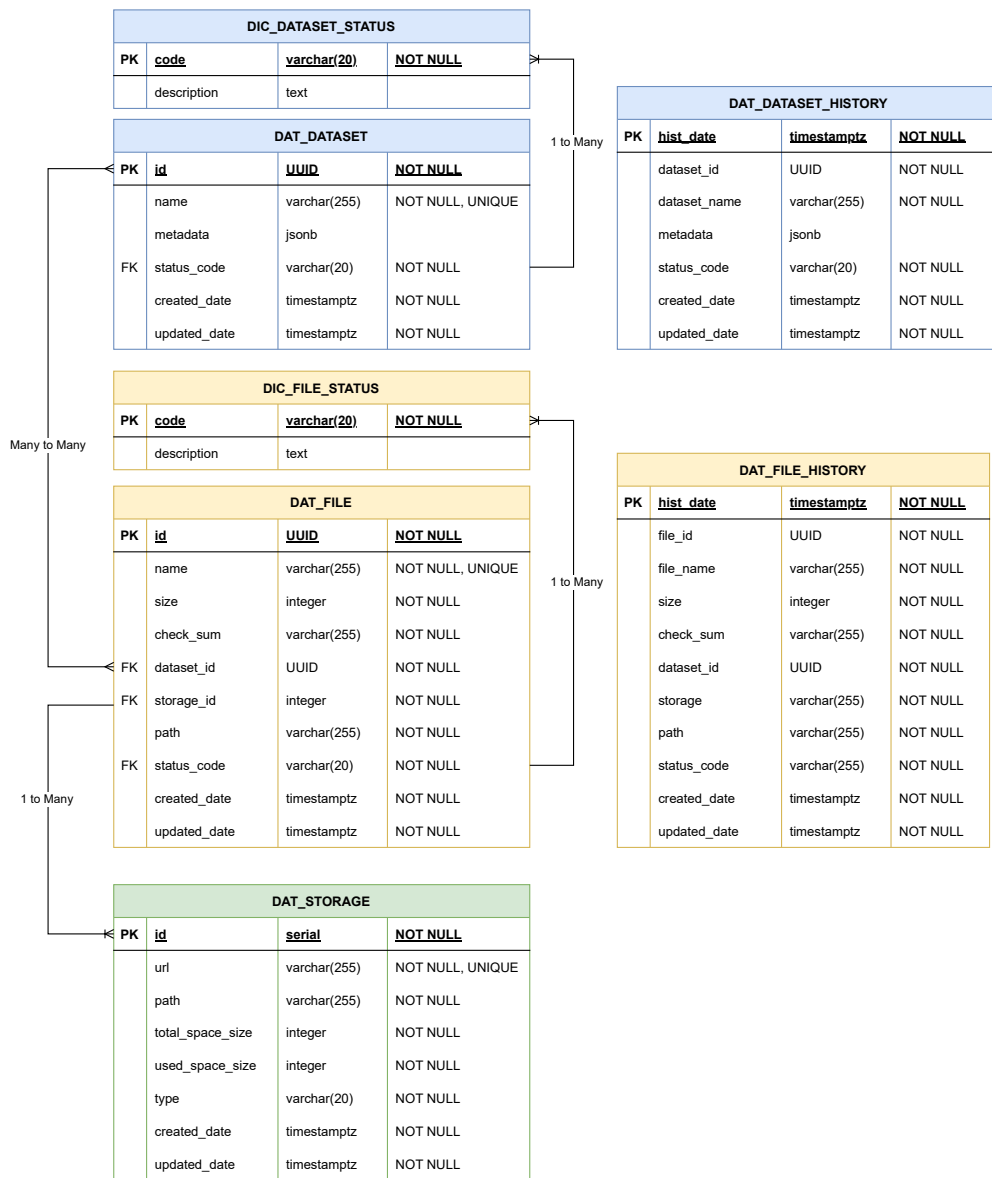 DIC_DATASET_STATUS
PK code varchar(20) NOT NULL
description text
DAT_DATASET
PK id UUID NOT NULL
name varchar(255) NOT NULL, UNIQUE
metadata jsonb
FK status_code varchar(20) NOT NULL
created_date timestamptz NOT NULL
updated_date timestamptz NOT NULL
1 to Many
DAT_DATASET_HISTORY
PK hist_date timestamptz NOT NULL
dataset_id UUID NOT NULL
dataset_name varchar(255) NOT NULL
metadata jsonb
status_code varchar(20) NOT NULL
created_date timestamptz NOT NULL
updated_date timestamptz NOT NULL
Many to Many
DIC_FILE_STATUS
PK code varchar(20) NOT NULL
description text
DAT_FILE
PK id UUID NOT NULL
name varchar(255) NOT NULL, UNIQUE
size integer NOT NULL
check_sum varchar(255) NOT NULL
FK dataset_id UUID NOT NULL
FK storage_id integer NOT NULL
path varchar(255) NOT NULL
FK status_code varchar(20) NOT NULL
created_date timestamptz NOT NULL
updated_date timestamptz NOT NULL
1 to Many
DAT_FILE_HISTORY
PK hist_date timestamptz NOT NULL
file_id UUID NOT NULL
file_name varchar(255) NOT NULL
size integer NOT NULL
check_sum varchar(255) NOT NULL
dataset_id UUID NOT NULL
storage varchar(255) NOT NULL
path varchar(255) NOT NULL
status_code varchar(255) NOT NULL
created_date timestamptz NOT NULL
updated_date timestamptz NOT NULL
1 to Many
DAT_STORAGE
PK id serial NOT NULL
url varchar(255) NOT NULL, UNIQUE
path varchar(255) NOT NULL
total_space_size integer NOT NULL
used_space_size integer NOT NULL
type varchar(20) NOT NULL
created_date timestamptz NOT NULL
updated_date timestamptz NOT NULL